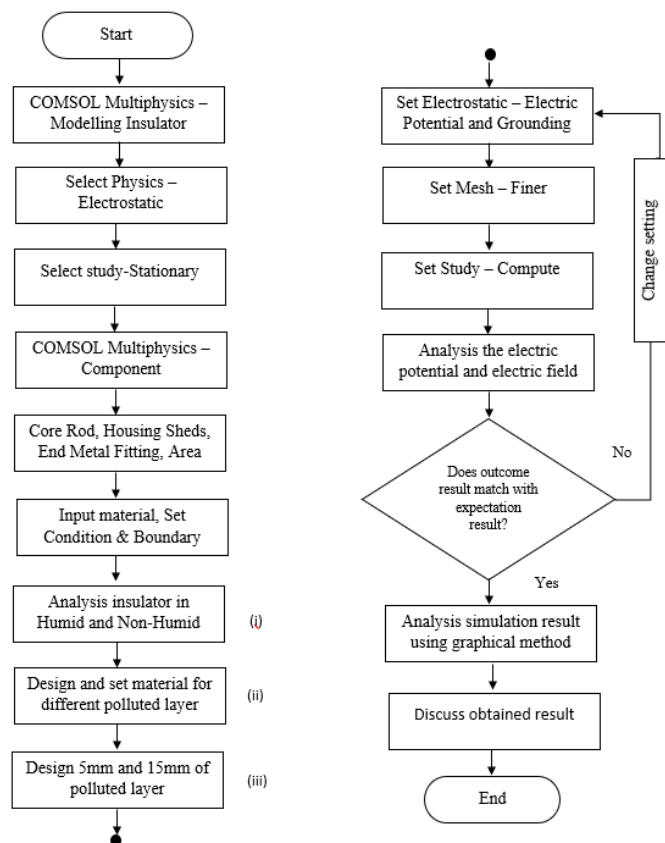 Start
COMSOL Multiphysics –
Modelling Insulator
Select Physics –
Electrostatic
Select study-Stationary
COMSOL Multiphysics –
Component
Core Rod, Housing Sheds,
End Metal Fitting, Area
Input material, Set
Condition & Boundary
Analysis insulator in
Humid and Non-Humid
(i)
Design and set material for
different polluted layer
(ii)
Design 5mm and 15mm of
polluted layer
(iii)
Set Electrostatic – Electric
Potential and Grounding
Set Mesh – Finer
Set Study – Compute
Analysis the electric
potential and electric field
Change setting
Does outcome
result match with
expectation
result?
No
Yes
Analysis simulation result
using graphical method
Discuss obtained result
End